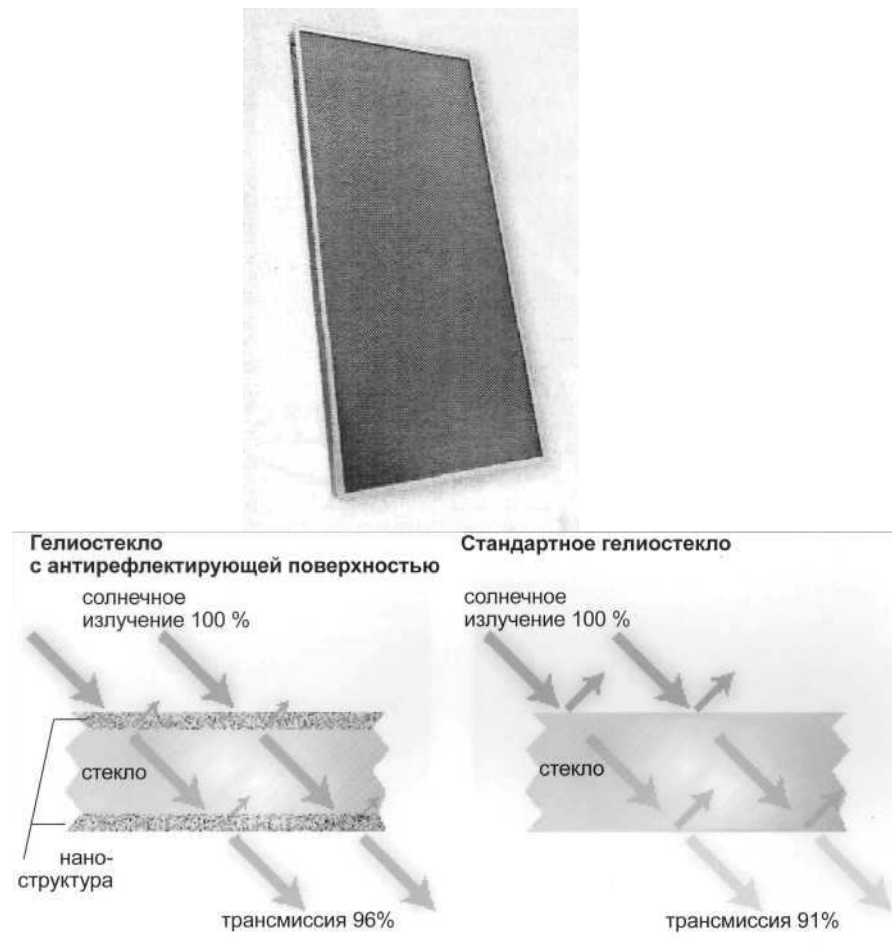 Гелиостекло
с антирефлектирующей поверхностью
солнечное
излучение 100 %
стекло
нано-
структура
трансмиссия 96%
Стандартное гелиостекло
солнечное
излучение 100 %
стекло
трансмиссия 91%